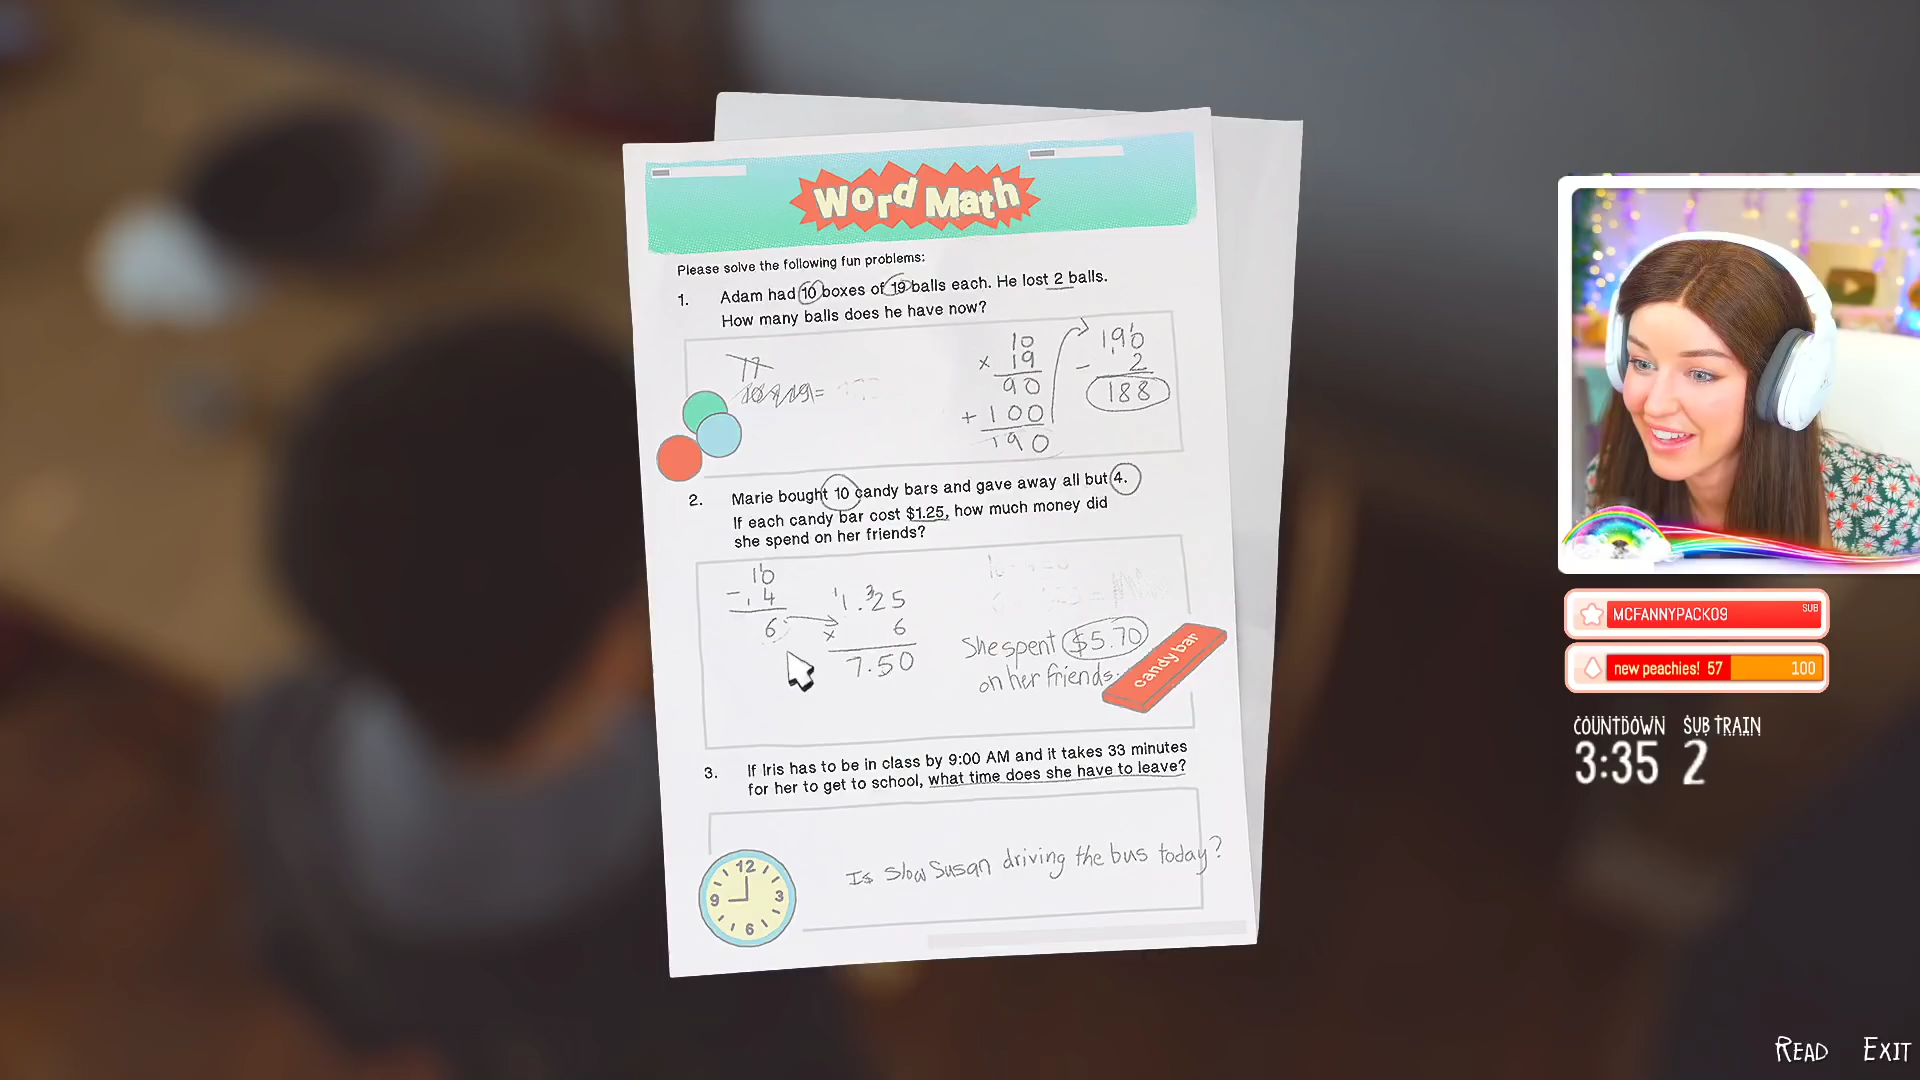 Word Math
Please solve the following fun problems:
1. Adam had 10 boxes of 19 balls each. He lost 2 balls.
How many balls does he have now?
17
10
x 19
90
+ 100
190
190
- 2
188
2. Marie bought 10 candy bars and gave away all but 4.
If each candy bar cost $1.25, how much money did
she spend on her friends?
10
- 4
6
1.25
x 6
7.50
She spent $5.70
on her friends.
candy bar
3. If Iris has to be in class by 9:00 AM and it takes 33 minutes
for her to get to school, what time does she have to leave?
12
9 3
6
Is Slow Susan driving the bus today?
MCFANNYPACK09 SUB
new peachies! 57 100
COUNTDOWN SUB TRAIN
3:35 2
READ EXIT